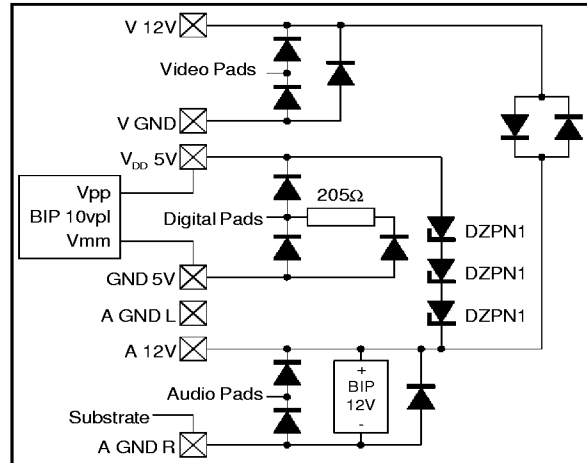 V 12V
Video Pads
V GND
VDD 5V
Vpp
BIP 10vpl
Vmm
205Ω
Digital Pads
DZPN1
DZPN1
DZPN1
GND 5V
A GND L
A 12V
+
BIP
12V
-
Audio Pads
Substrate
A GND R